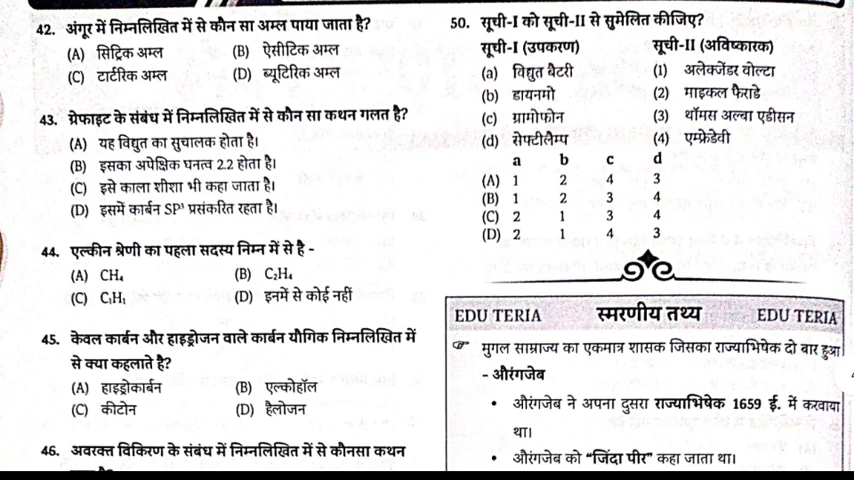 42. अंगूर में निम्नलिखित में से कौन सा अम्ल पाया जाता है?
(A) सिट्रिक अम्ल (B) ऐसीटिक अम्ल
(C) टार्टरिक अम्ल (D) ब्यूटिरिक अम्ल
43. ग्रेफाइट के संबंध में निम्नलिखित में से कौन सा कथन गलत है?
(A) यह विद्युत का सुचालक होता है।
(B) इसका अपेक्षिक घनत्व 2.2 होता है।
(C) इसे काला शीशा भी कहा जाता है।
(D) इसमें कार्बन SP³ प्रसंकरित रहता है।
44. एल्कीन श्रेणी का पहला सदस्य निम्न में से है -
(A) CH₄ (B) C₂H₄
(C) (D) इनमें से कोई नहीं
45. केवल कार्बन और हाइड्रोजन वाले कार्बन यौगिक निम्नलिखित में
से क्या कहलाते है?
(A) हाइड्रोकार्बन (B) एल्कोहॉल
(C) कीटोन (D) हैलोजन
46. अवरक्त विकिरण के संबंध में निम्नलिखित में से कौनसा कथन
50. सूची-I को सूची-II से सुमेलित कीजिए?
सूची-I (उपकरण) सूची-II (अविष्कारक)
(a) विद्युत बैटरी (1) अलेक्जेंडर वोल्टा
(b) डायनमो (2) माइकल फैराडे
(c) ग्रामोफोन (3) थॉमस अल्वा एडीसन
(d) सेफ्टीलैम्प (4) एम्फ्रेडेवी
a b c d
(A) 1 2 4 3
(B) 1 2 3 4
(C) 2 1 3 4
(D) 2 1 4 3
EDU TERIA स्मरणीय तथ्य EDU TERIA
☞ मुगल साम्राज्य का एकमात्र शासक जिसका राज्याभिषेक दो बार हुआ
- औरंगजेब
• औरंगजेब ने अपना दुसरा राज्याभिषेक 1659 ई. में करवाया
था।
• औरंगजेब को “जिंदा पीर” कहा जाता था।